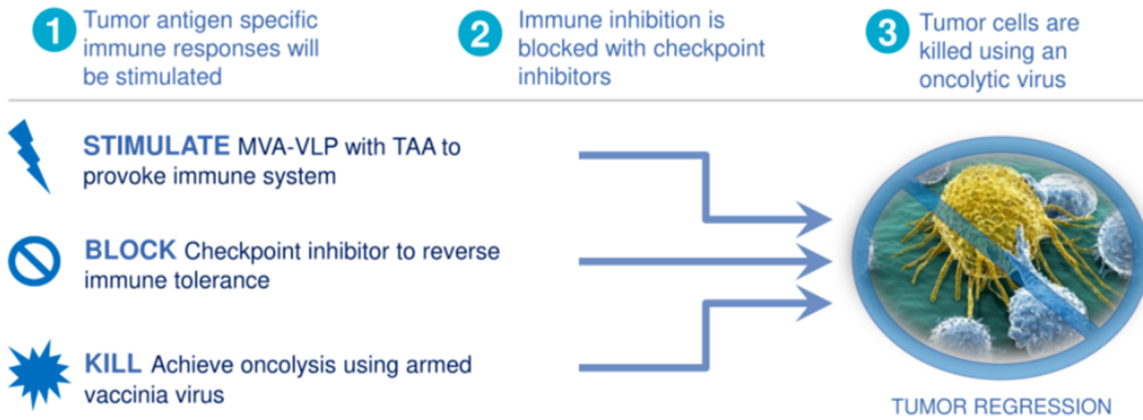 1 Tumor antigen specific
immune responses will
be stimulated
2 Immune inhibition is
blocked with checkpoint
inhibitors
3 Tumor cells are
killed using an
oncolytic virus
STIMULATE MVA-VLP with TAA to
provoke immune system
BLOCK Checkpoint inhibitor to reverse
immune tolerance
KILL Achieve oncolysis using armed
vaccinia virus
TUMOR REGRESSION